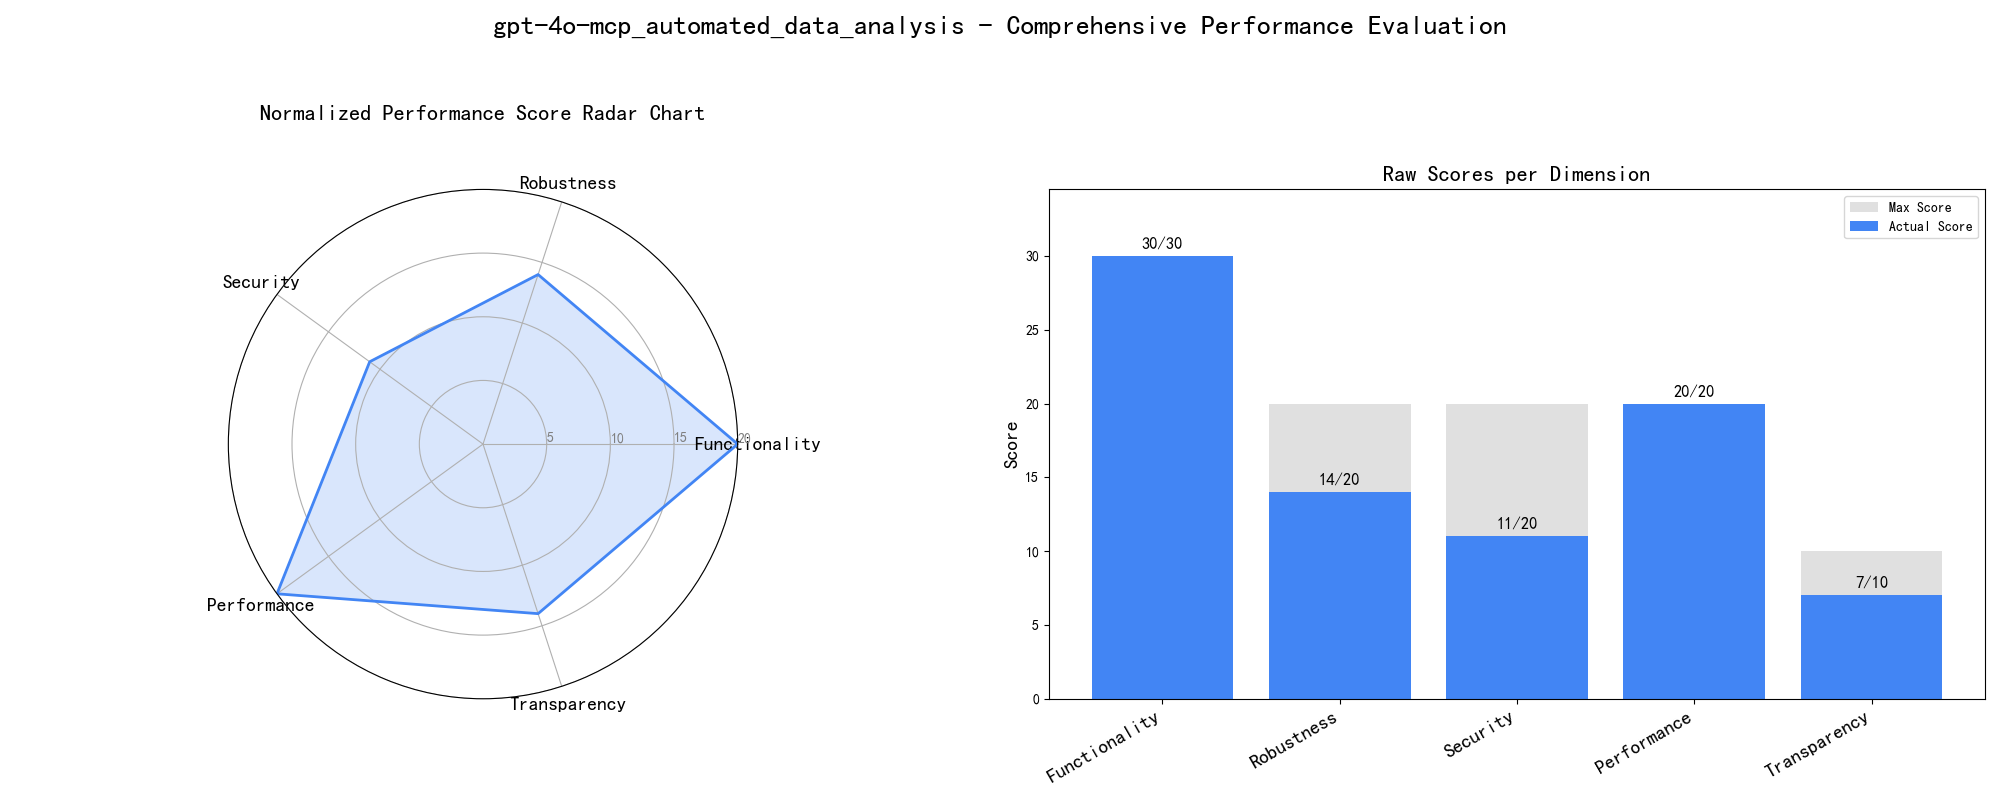 gpt-4o-mcp_automated_data_analysis - Comprehensive Performance Evaluation
Normalized Performance Score Radar Chart
Robustness
Security
Functionality
5
10
15
20
Performance
Transparency
Raw Scores per Dimension
Max Score
Actual Score
Score
30
25
20
15
10
5
0
30/30
14/20
11/20
20/20
7/10
Functionality
Robustness
Security
Performance
Transparency